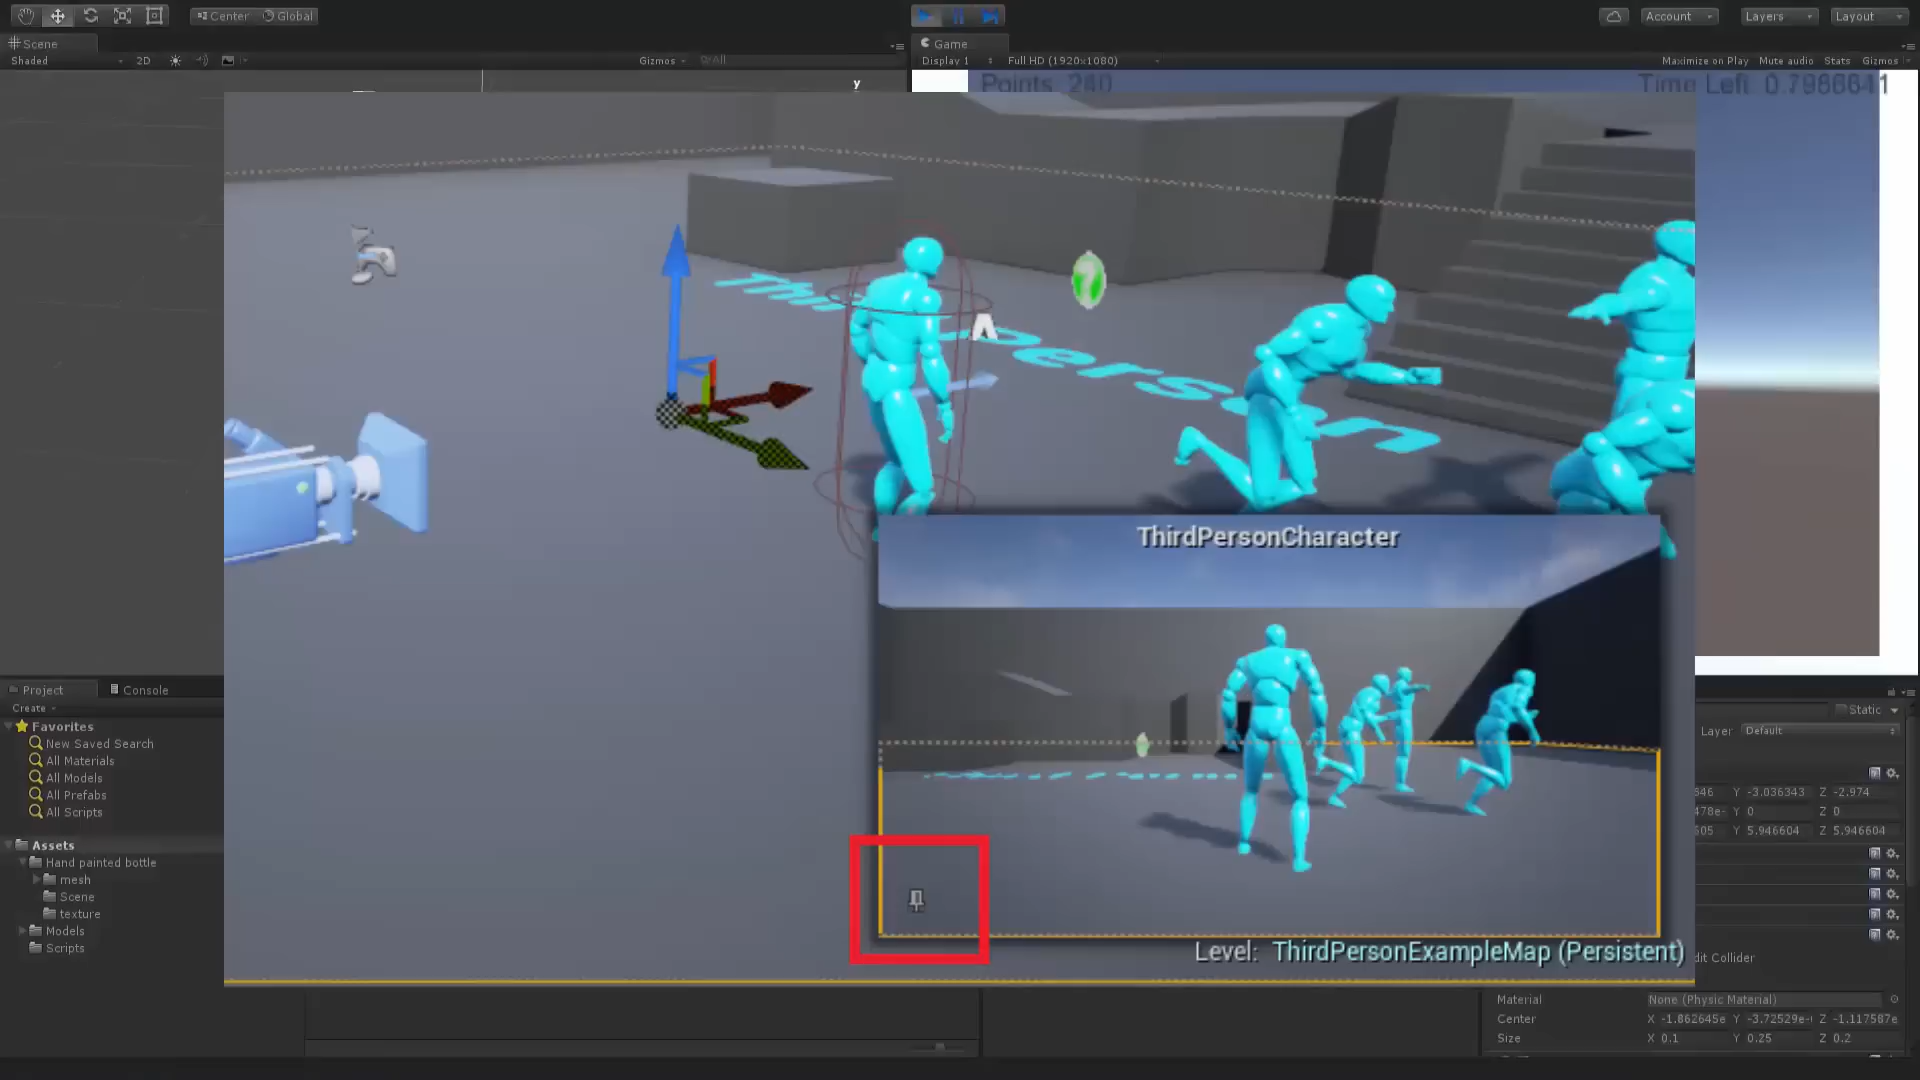 Center Global
Account Layers Layout
Scene
Game
Shaded 2D Gizmos All
Display 1 Full HD (1920x1080) Maximize on Play Mute audio Stats Gizmos
y
Points: 240
Time Left: 0.7966641
Third Person
ThirdPersonCharacter
Level: ThirdPersonExampleMap (Persistent)
Project Console
Create
Favorites
New Saved Search
All Materials
All Models
All Prefabs
All Scripts
Assets
Hand painted bottle
mesh
Scene
texture
Models
Scripts
Static
Layer Default
646 Y -3.036343 Z -2.974
478e- Y 0 Z 0
605 Y 5.946604 Z 5.946604
dit Collider
Material None (Physic Material)
Center X -1.862645e Y -3.72529e- Z -1.117587e
Size X 0.1 Y 0.25 Z 0.2